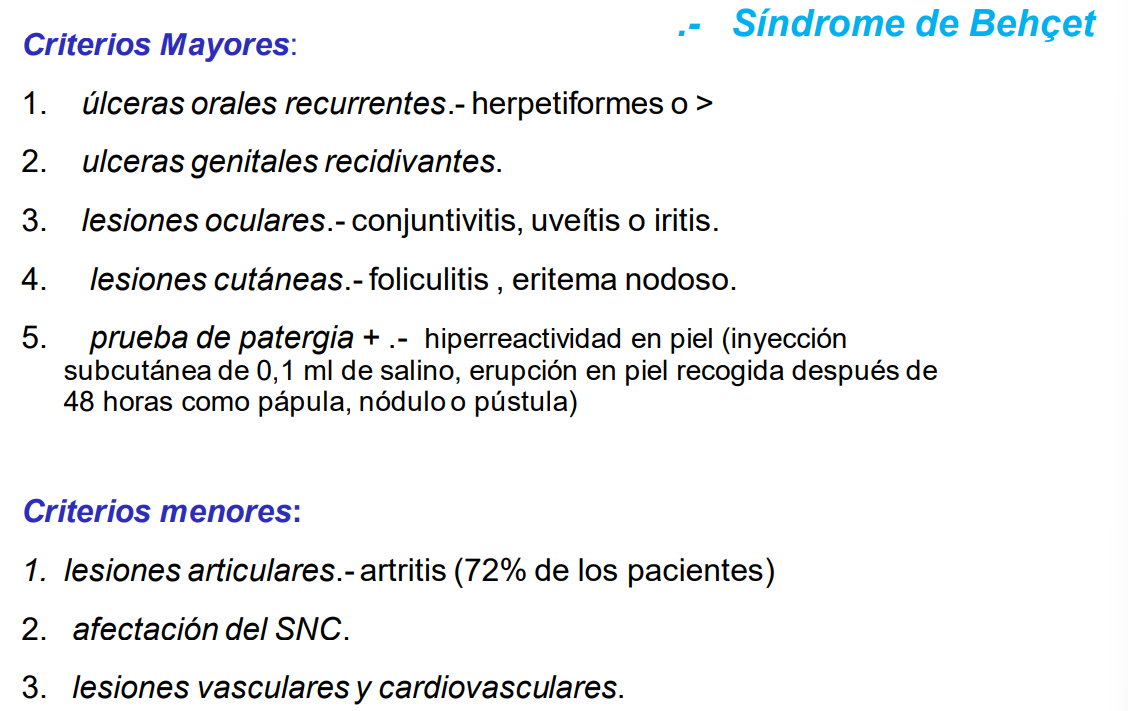 .- Síndrome de Behçet
Criterios Mayores:
1. úlceras orales recurrentes.- herpetiformes o >
2. ulceras genitales recidivantes.
3. lesiones oculares.- conjuntivitis, uveítis o iritis.
4. lesiones cutáneas.- foliculitis , eritema nodoso.
5. prueba de patergia + .- hiperreactividad en piel (inyección
subcutánea de 0,1 ml de salino, erupción en piel recogida después de
48 horas como pápula, nódulo o pústula)
Criterios menores:
1. lesiones articulares.- artritis (72% de los pacientes)
2. afectación del SNC.
3. lesiones vasculares y cardiovasculares.